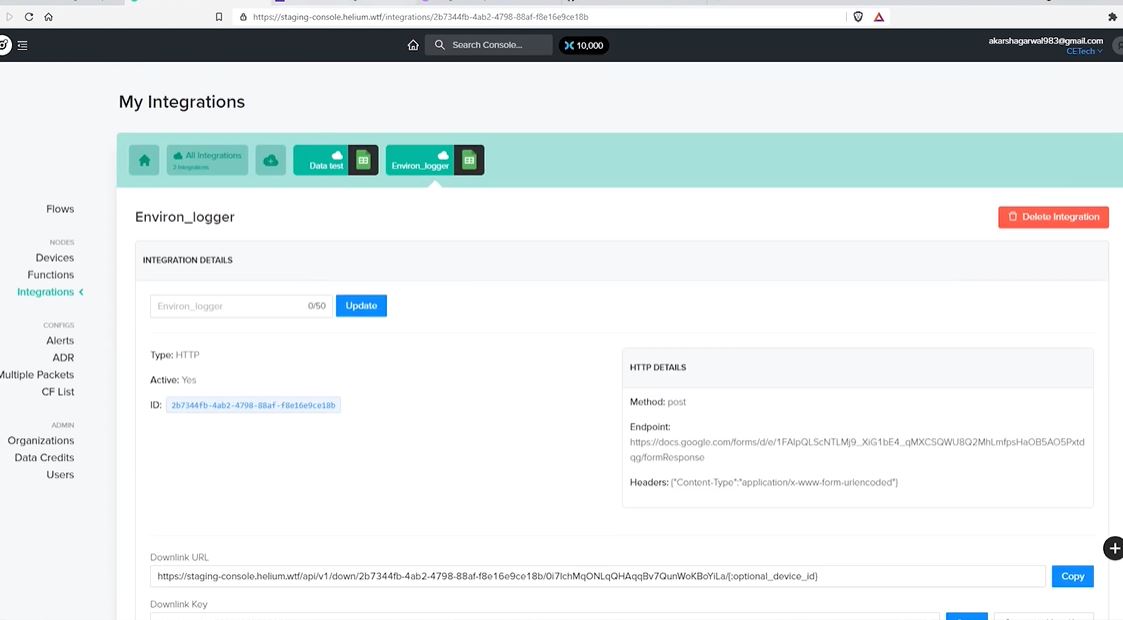 https://staging-console.helium.wtf/integrations/2b7344fb-4ab2-4798-88af-f8e16e9ce18b
Search Console...
10,000
akarshagarwal983@gmail.com
CETech
My Integrations
All Integrations
2 Integrations
Data test
Environ_logger
Flows
NODES
Devices
Functions
Integrations
CONFIGS
Alerts
ADR
Multiple Packets
CF List
ADMIN
Organizations
Data Credits
Users
Environ_logger
Delete Integration
INTEGRATION DETAILS
Environ_logger
0/50
Update
Type: HTTP
Active: Yes
ID: 2b7344fb-4ab2-4798-88af-f8e16e9ce18b
HTTP DETAILS
Method: post
Endpoint:
https://docs.google.com/forms/d/e/1FAIpQLScNTLMj9_XiG1bE4_qMXCSQWU8Q2MhLmfpsHaOB5AO5Pxtd
qg/formResponse
Headers: {"Content-Type":"application/x-www-form-urlencoded"}
Downlink URL
https://staging-console.helium.wtf/api/v1/down/2b7344fb-4ab2-4798-88af-f8e16e9ce18b/0i7IchMqONLqQHAqqBv7QunWoKBoYiLa/{:optional_device_id}
Copy
Downlink Key